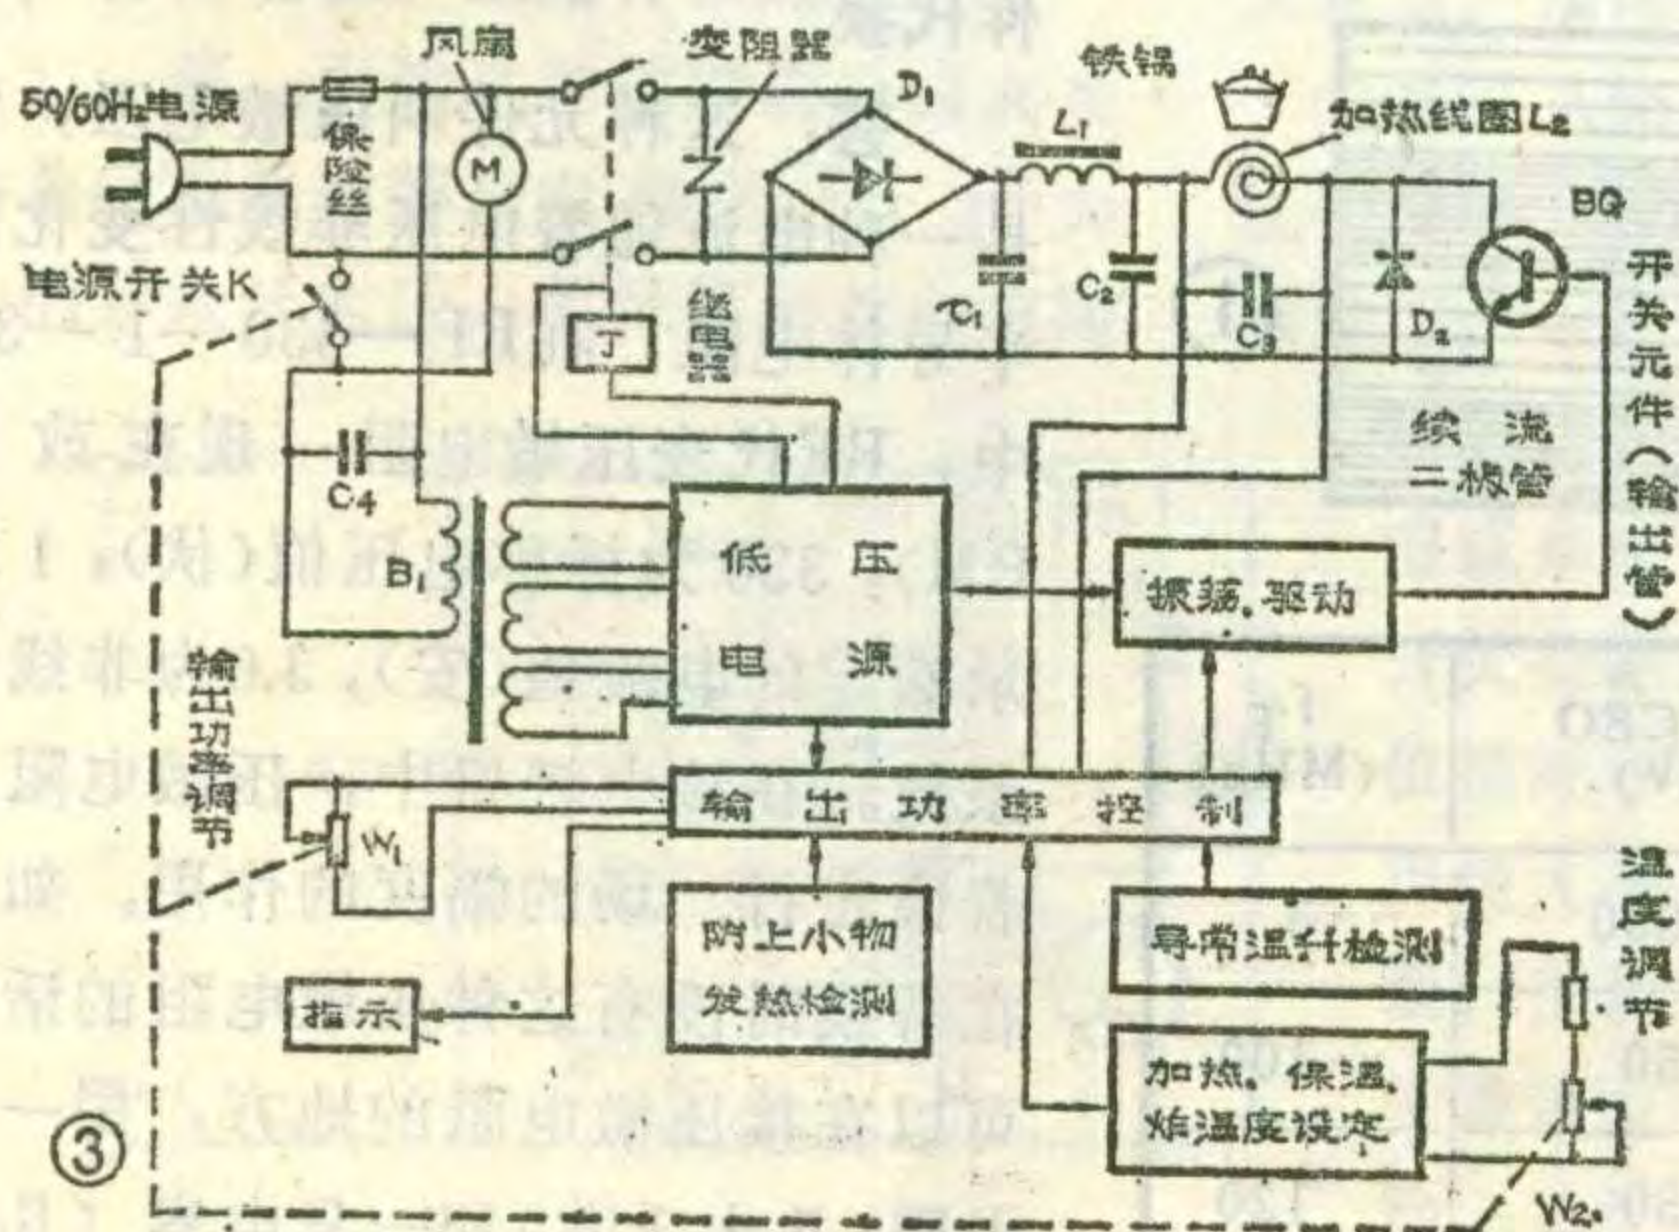 风扇
变阻器
铁锅
50/60Hz电源
D₁
L₁
加热线圈L₂
保险丝
M
BQ
电源开关K
继电器
J
C₁
C₂
C₃
D₂
开关元件(输出管)
续流
二极管
C4
B₁
低压
电源
振荡.驱动
输出功率调节
输出功率控制
W₁
温度调节
附上小物
发热检测
异常温升检测
指示
加热.保温.
炸温度设定
③
W₂.